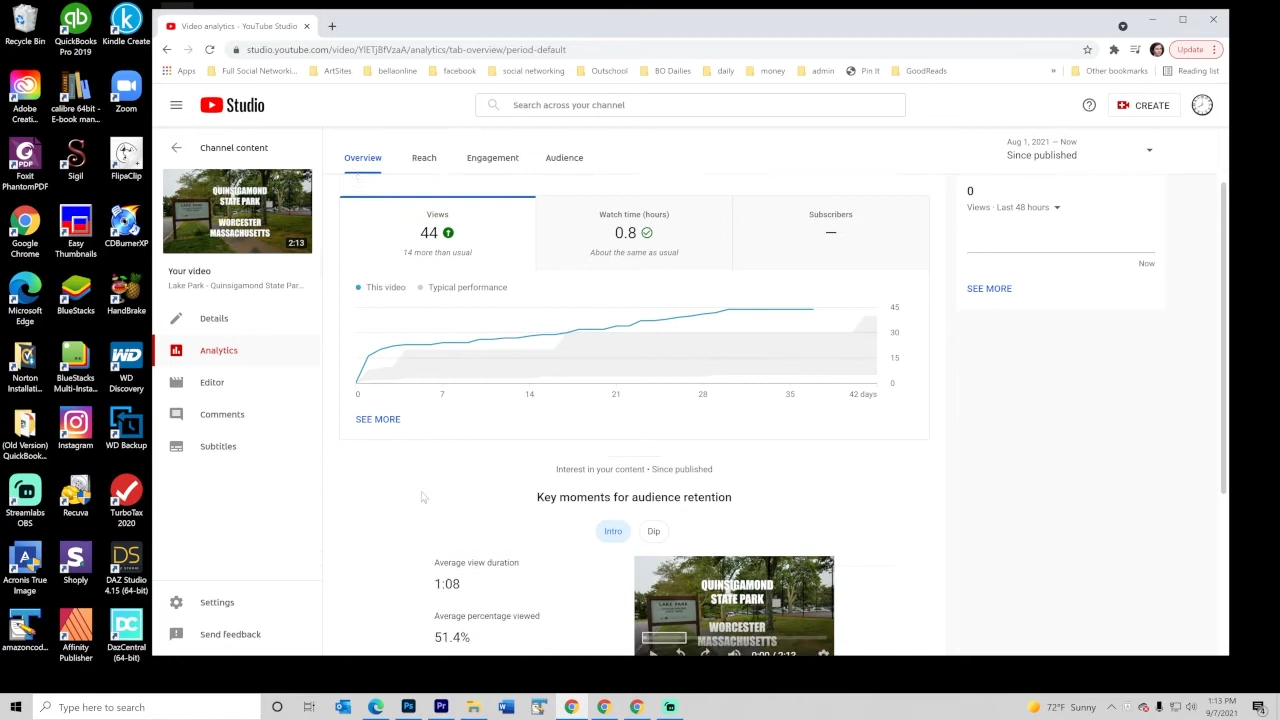 Recycle Bin
QuickBooks Pro 2019
Kindle Create
Adobe Creati...
calibre 64bit - E-book man...
Zoom
Foxit PhantomPDF
Sigil
FlipaClip
Google Chrome
Easy Thumbnails
CDBurnerXP
Microsoft Edge
BlueStacks
HandBrake
Norton Installati...
BlueStacks Multi-Insta...
WD Discovery
(Old Version) QuickBook...
Instagram
WD Backup
Streamlabs OBS
Recuva
TurboTax 2020
Acronis True Image
Shoply
DAZ Studio 4.15 (64-bit)
amazoncod...
Affinity Publisher
DazCentral (64-bit)
Video analytics - YouTube Studio
studio.youtube.com/video/YlETj8fVzaA/analytics/tab-overview/period-default
Update
Apps
Full Social Networki...
ArtSites
bellaonline
facebook
social networking
Outschool
BO Dailies
daily
money
admin
Pin It
GoodReads
»
Other bookmarks
Reading list
Studio
Search across your channel
CREATE
Channel content
QUINSIGAMOND
STATE PARK
WORCESTER
MASSACHUSETTS
2:13
Your video
Lake Park - Quinsigamond State Par...
Details
Analytics
Editor
Comments
Subtitles
Settings
Send feedback
Overview
Reach
Engagement
Audience
Aug 1, 2021 — Now
Since published
Views
44
14 more than usual
Watch time (hours)
0.8
About the same as usual
Subscribers
—
This video
Typical performance
45
30
15
0
0 7 14 21 28 35 42 days
SEE MORE
0
Views · Last 48 hours
Now
SEE MORE
Interest in your content • Since published
Key moments for audience retention
Intro
Dip
Average view duration
1:08
Average percentage viewed
51.4%
LAKE PARK
QUINSIGAMOND
STATE PARK
WORCESTER
MASSACHUSETTS
0:00 / 2:13
Type here to search
72°F Sunny
1:13 PM
9/7/2021